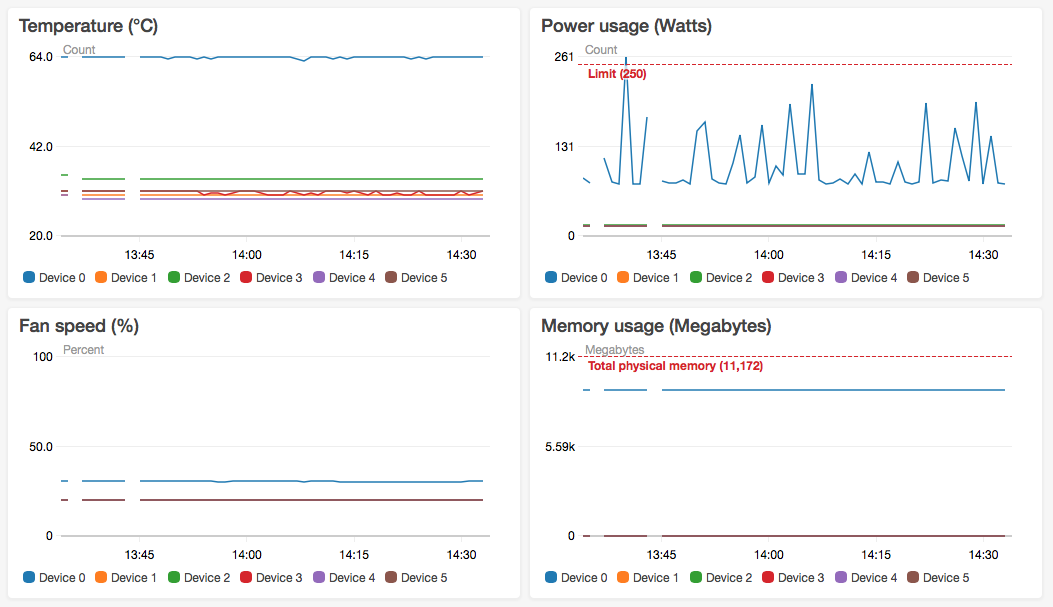 Temperature (°C)
Count
64.0
42.0
20.0
13:45 14:00 14:15 14:30
Device 0 Device 1 Device 2 Device 3 Device 4 Device 5
Power usage (Watts)
Count
261
Limit (250)
131
0
13:45 14:00 14:15 14:30
Device 0 Device 1 Device 2 Device 3 Device 4 Device 5
Fan speed (%)
Percent
100
50.0
0
13:45 14:00 14:15 14:30
Device 0 Device 1 Device 2 Device 3 Device 4 Device 5
Memory usage (Megabytes)
Megabytes
11.2k
Total physical memory (11,172)
5.59k
0
13:45 14:00 14:15 14:30
Device 0 Device 1 Device 2 Device 3 Device 4 Device 5